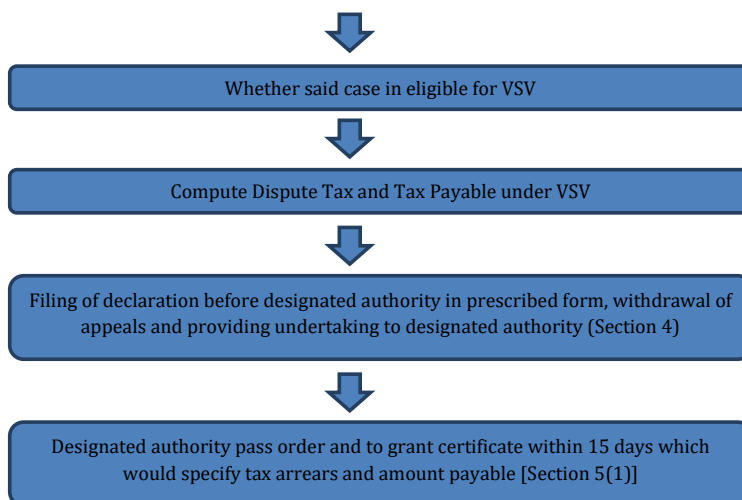 Whether said case in eligible for VSV
Compute Dispute Tax and Tax Payable under VSV
Filing of declaration before designated authority in prescribed form, withdrawal of
appeals and providing undertaking to designated authority (Section 4)
Designated authority pass order and to grant certificate within 15 days which
would specify tax arrears and amount payable [Section 5(1)]